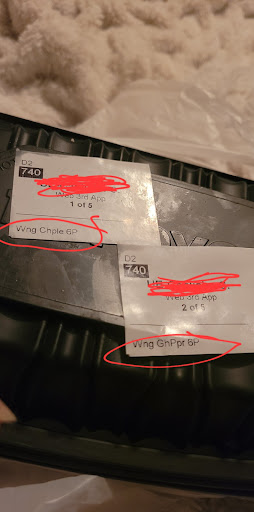 D2
740
Web 3rd App
1 of 5
Wng Chple 6P
D2
740
Web 3rd App
2 of 5
Wng GnPpr 6P